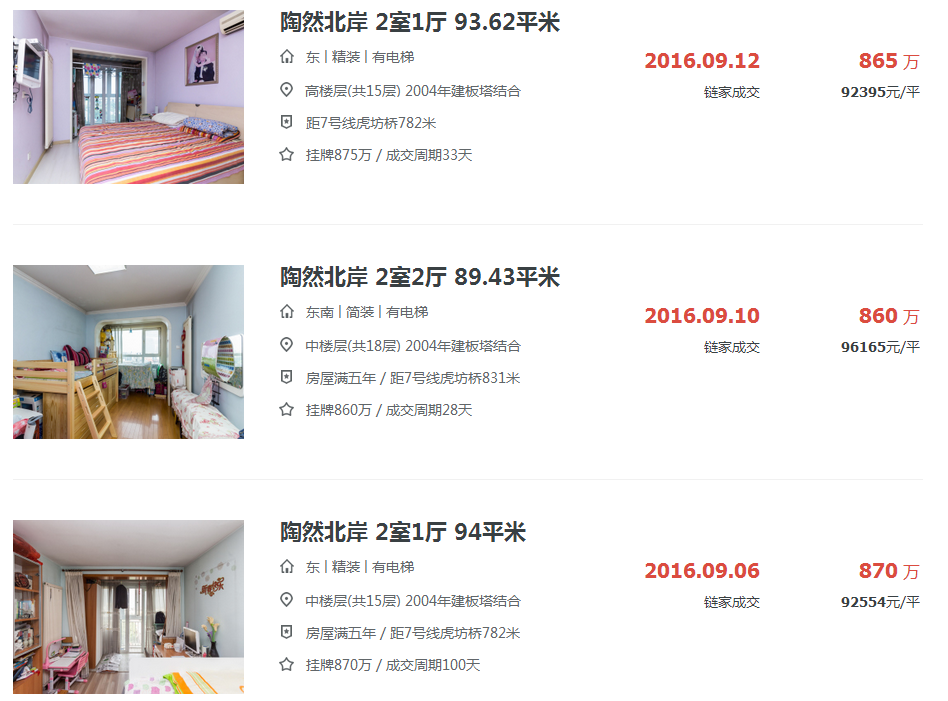 陶然北岸 2室1厅 93.62平米
东 | 精装 | 有电梯
2016.09.12
865 万
高楼层(共15层) 2004年建板塔结合
链家成交
92395元/平
距7号线虎坊桥782米
挂牌875万 / 成交周期33天
陶然北岸 2室2厅 89.43平米
东南 | 简装 | 有电梯
2016.09.10
860 万
中楼层(共18层) 2004年建板塔结合
链家成交
96165元/平
房屋满五年 / 距7号线虎坊桥831米
挂牌860万 / 成交周期28天
陶然北岸 2室1厅 94平米
东 | 精装 | 有电梯
2016.09.06
870 万
中楼层(共15层) 2004年建板塔结合
链家成交
92554元/平
房屋满五年 / 距7号线虎坊桥782米
挂牌870万 / 成交周期100天